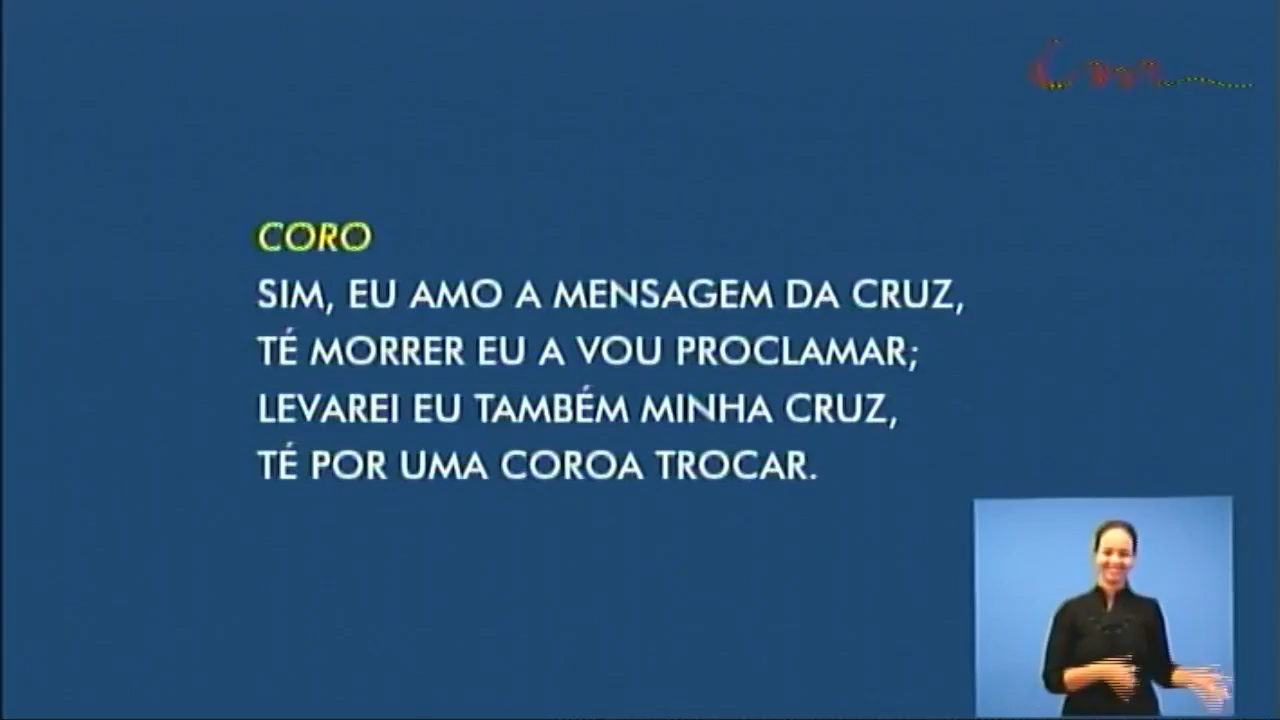 CORO
SIM, EU AMO A MENSAGEM DA CRUZ,
TÉ MORRER EU A VOU PROCLAMAR;
LEVAREI EU TAMBÉM MINHA CRUZ,
TÉ POR UMA COROA TROCAR.